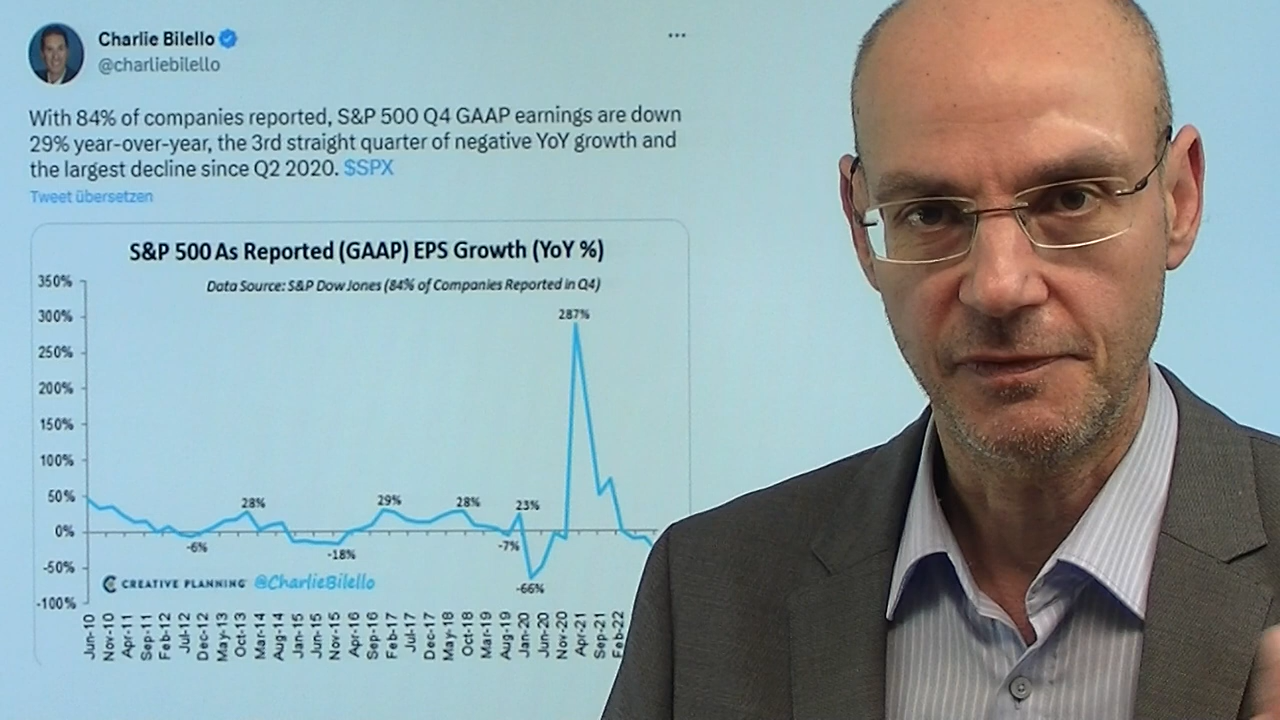 Charlie Bilello
@charliebilello
With 84% of companies reported, S&P 500 Q4 GAAP earnings are down
29% year-over-year, the 3rd straight quarter of negative YoY growth and
the largest decline since Q2 2020. $SPX
Tweet übersetzen
S&P 500 As Reported (GAAP) EPS Growth (YoY %)
Data Source: S&P Dow Jones (84% of Companies Reported in Q4)
350%
300%
250%
200%
150%
100%
50%
0%
-50%
-100%
-6%
28%
-18%
29%
28%
-7%
23%
-66%
287%
CREATIVE PLANNING @CharlieBilello
Jun-10
Nov-10
Apr-11
Sep-11
Feb-12
Jul-12
Dec-12
May-13
Oct-13
Mar-14
Aug-14
Jan-15
Jun-15
Nov-15
Apr-16
Sep-16
Feb-17
Jul-17
Dec-17
May-18
Oct-18
Mar-19
Aug-19
Jan-20
Jun-20
Nov-20
Apr-21
Sep-21
Feb-22